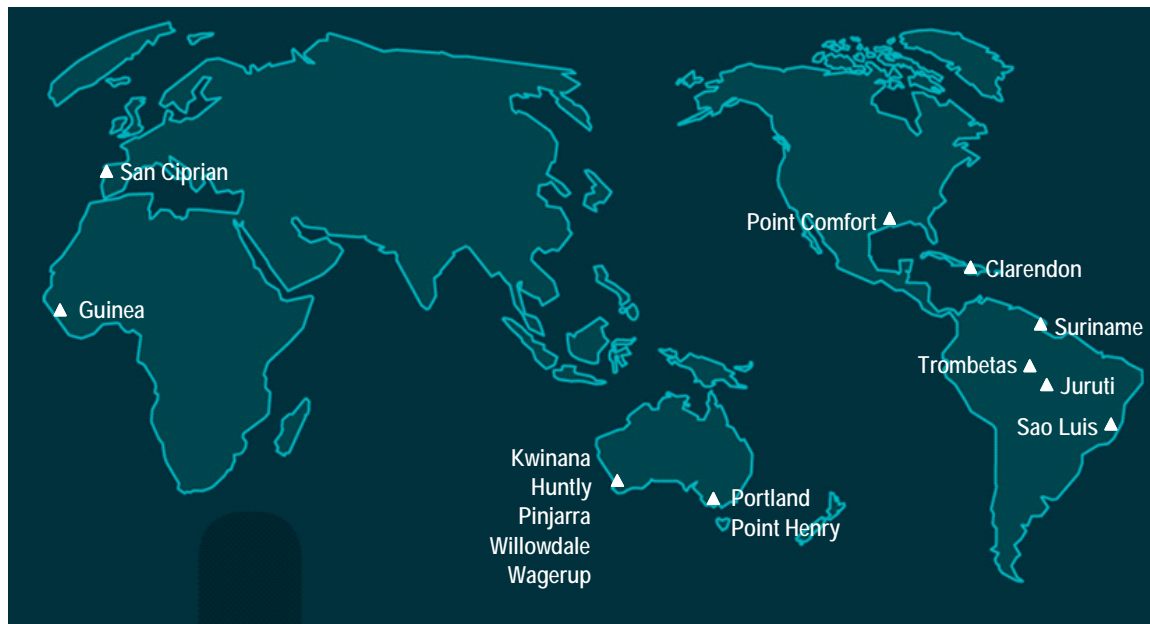 San Ciprian
Point Comfort
Clarendon
Guinea
Suriname
Trombetas
Juruti
Sao Luis
Kwinana
Huntly
Pinjarra
Willowdale
Wagerup
Portland
Point Henry